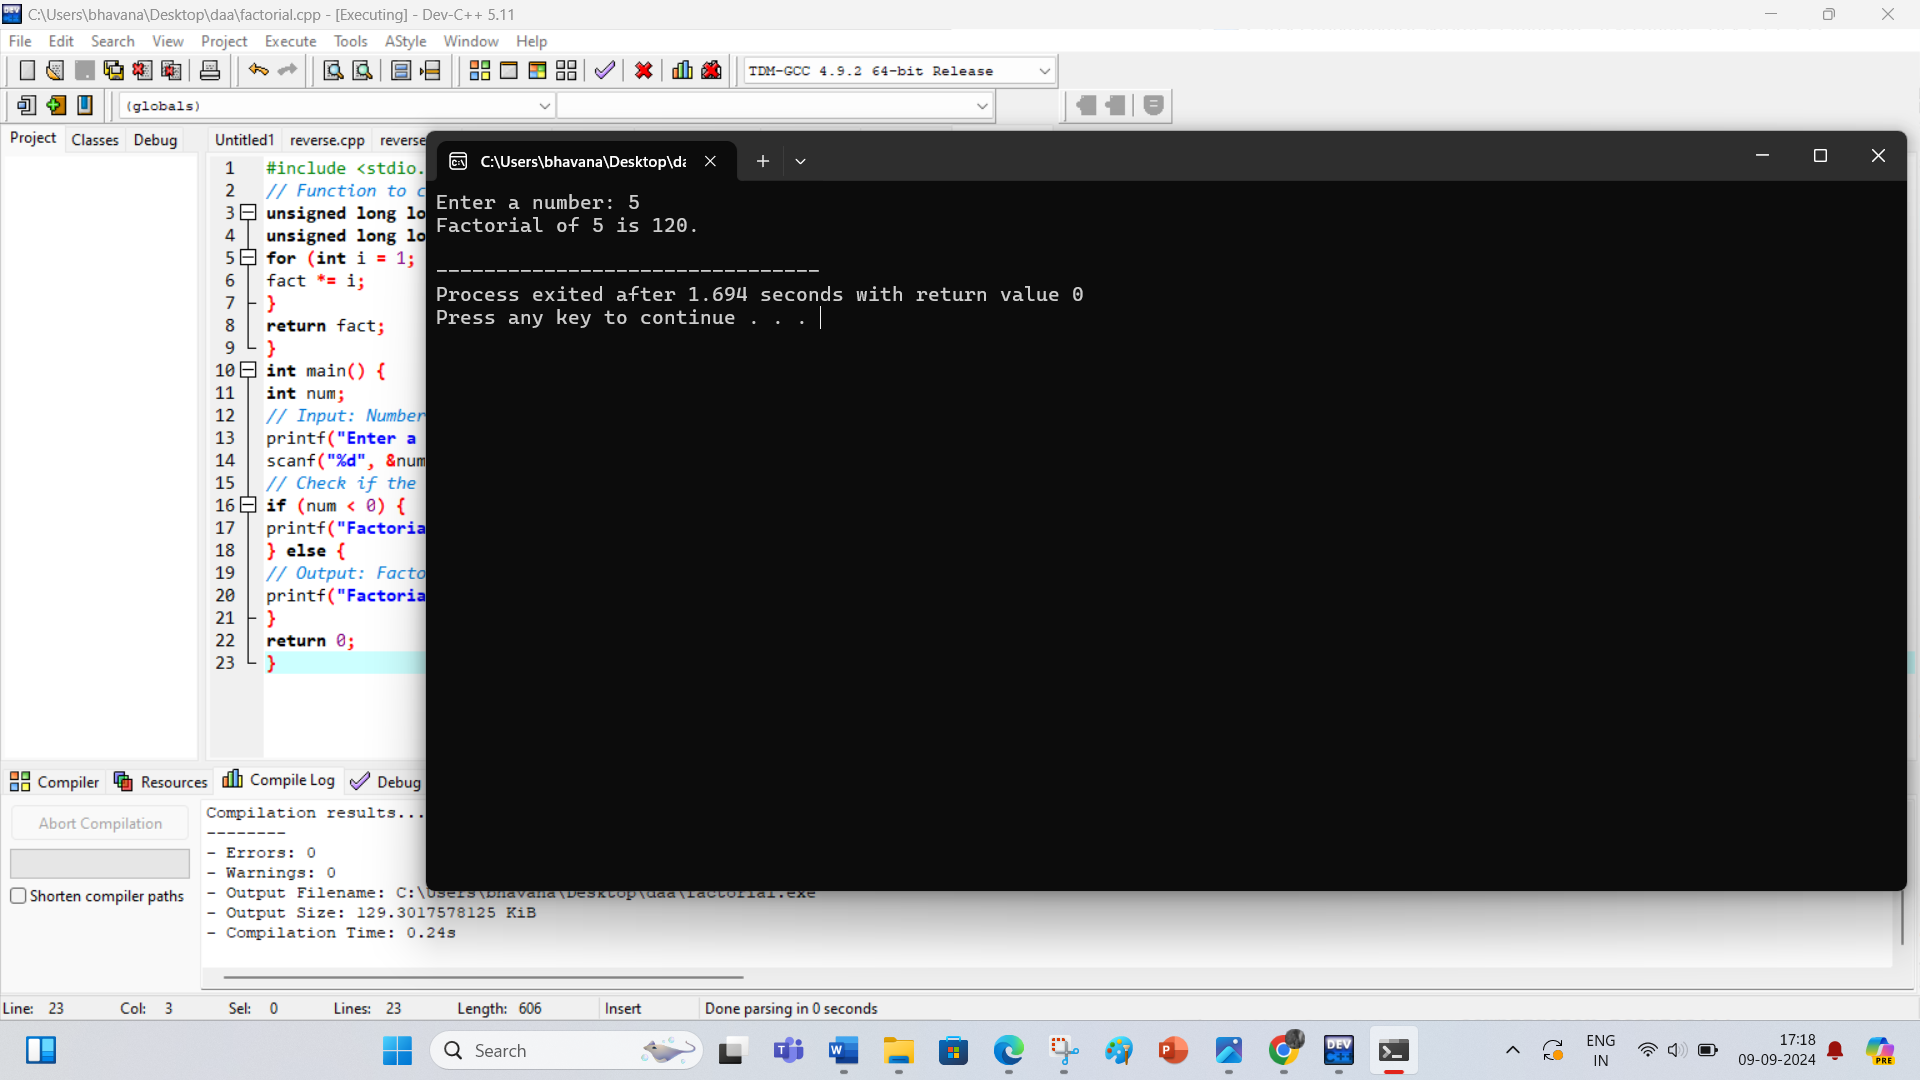 C:\Users\bhavana\Desktop\daa\factorial.cpp - [Executing] - Dev-C++ 5.11
File Edit Search View Project Execute Tools AStyle Window Help
TDM-GCC 4.9.2 64-bit Release
(globals)
Project Classes Debug Untitled1 reverse.cpp reverse
C:\Users\bhavana\Desktop\da
1 #include <stdio.
2 // Function to c
3 unsigned long lo
4 unsigned long lo
5 for (int i = 1;
6 fact *= i;
7 }
8 return fact;
9 }
10 int main() {
11 int num;
12 // Input: Number
13 printf("Enter a
14 scanf("%d", &num
15 // Check if the
16 if (num < 0) {
17 printf("Factoria
18 } else {
19 // Output: Facto
20 printf("Factoria
21 }
22 return 0;
23 }
Enter a number: 5
Factorial of 5 is 120.
--------------------------------
Process exited after 1.694 seconds with return value 0
Press any key to continue . . .
Compiler Resources Compile Log Debug
Abort Compilation
Shorten compiler paths
Compilation results...
--------
- Errors: 0
- Warnings: 0
- Output Filename: C:\Users\bhavana\Desktop\daa\factorial.exe
- Output Size: 129.3017578125 KiB
- Compilation Time: 0.24s
Line: 23 Col: 3 Sel: 0 Lines: 23 Length: 606 Insert Done parsing in 0 seconds
Search
ENG
IN
17:18
09-09-2024